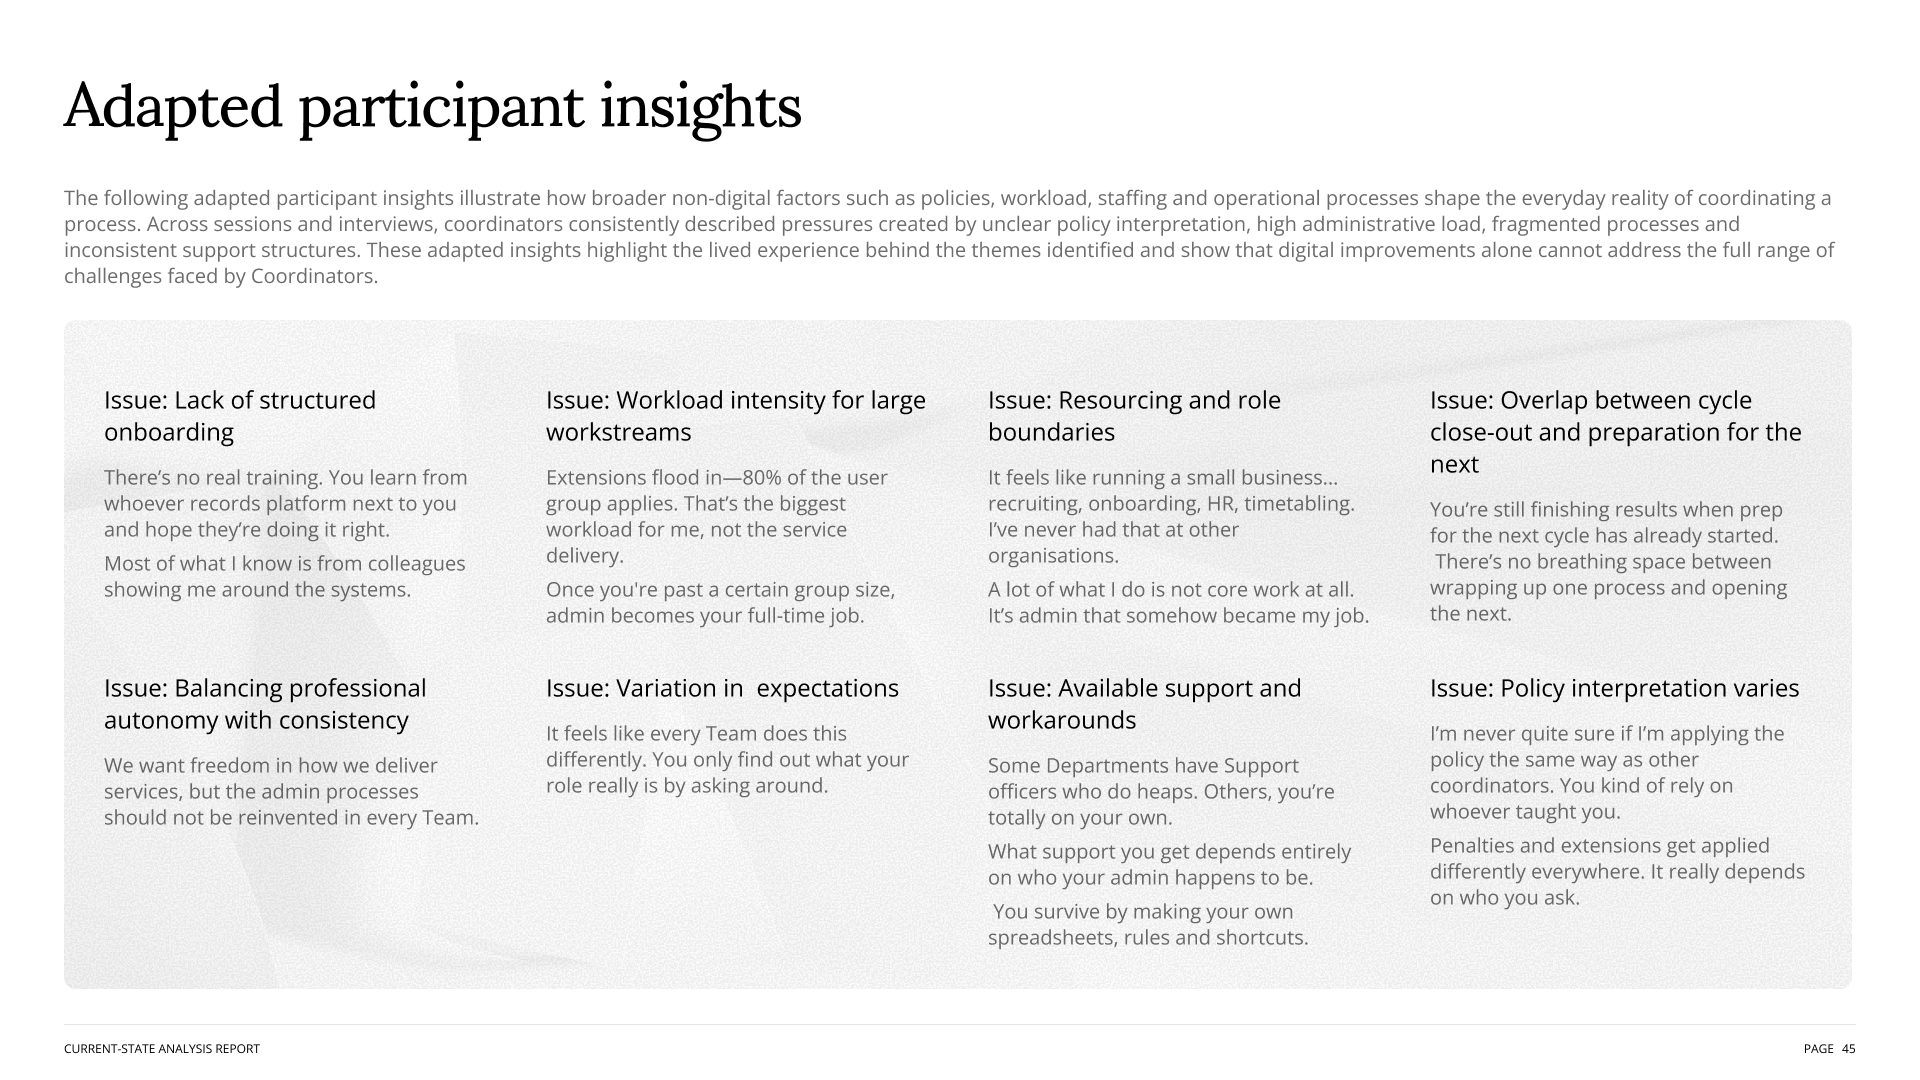 Adapted participant insights
The following adapted participant insights illustrate how broader non-digital factors such as policies, workload, staffing and operational processes shape the everyday reality of coordinating a
process. Across sessions and interviews, coordinators consistently described pressures created by unclear policy interpretation, high administrative load, fragmented processes and
inconsistent support structures. These adapted insights highlight the lived experience behind the themes identified and show that digital improvements alone cannot address the full range of
challenges faced by Coordinators.
Issue: Lack of structured
onboarding
There’s no real training. You learn from
whoever records platform next to you
and hope they’re doing it right.
Most of what I know is from colleagues
showing me around the systems.
Issue: Workload intensity for large
workstreams
Extensions flood in—80% of the user
group applies. That’s the biggest
workload for me, not the service
delivery.
Once you're past a certain group size,
admin becomes your full-time job.
Issue: Resourcing and role
boundaries
It feels like running a small business…
recruiting, onboarding, HR, timetabling.
I’ve never had that at other
organisations.
A lot of what I do is not core work at all.
It’s admin that somehow became my job.
Issue: Overlap between cycle
close-out and preparation for the
next
You’re still finishing results when prep
for the next cycle has already started.
There’s no breathing space between
wrapping up one process and opening
the next.
Issue: Balancing professional
autonomy with consistency
We want freedom in how we deliver
services, but the admin processes
should not be reinvented in every Team.
Issue: Variation in  expectations
It feels like every Team does this
differently. You only find out what your
role really is by asking around.
Issue: Available support and
workarounds
Some Departments have Support
officers who do heaps. Others, you’re
totally on your own.
What support you get depends entirely
on who your admin happens to be.
You survive by making your own
spreadsheets, rules and shortcuts.
Issue: Policy interpretation varies
I’m never quite sure if I’m applying the
policy the same way as other
coordinators. You kind of rely on
whoever taught you.
Penalties and extensions get applied
differently everywhere. It really depends
on who you ask.
CURRENT-STATE ANALYSIS REPORT
PAGE 45